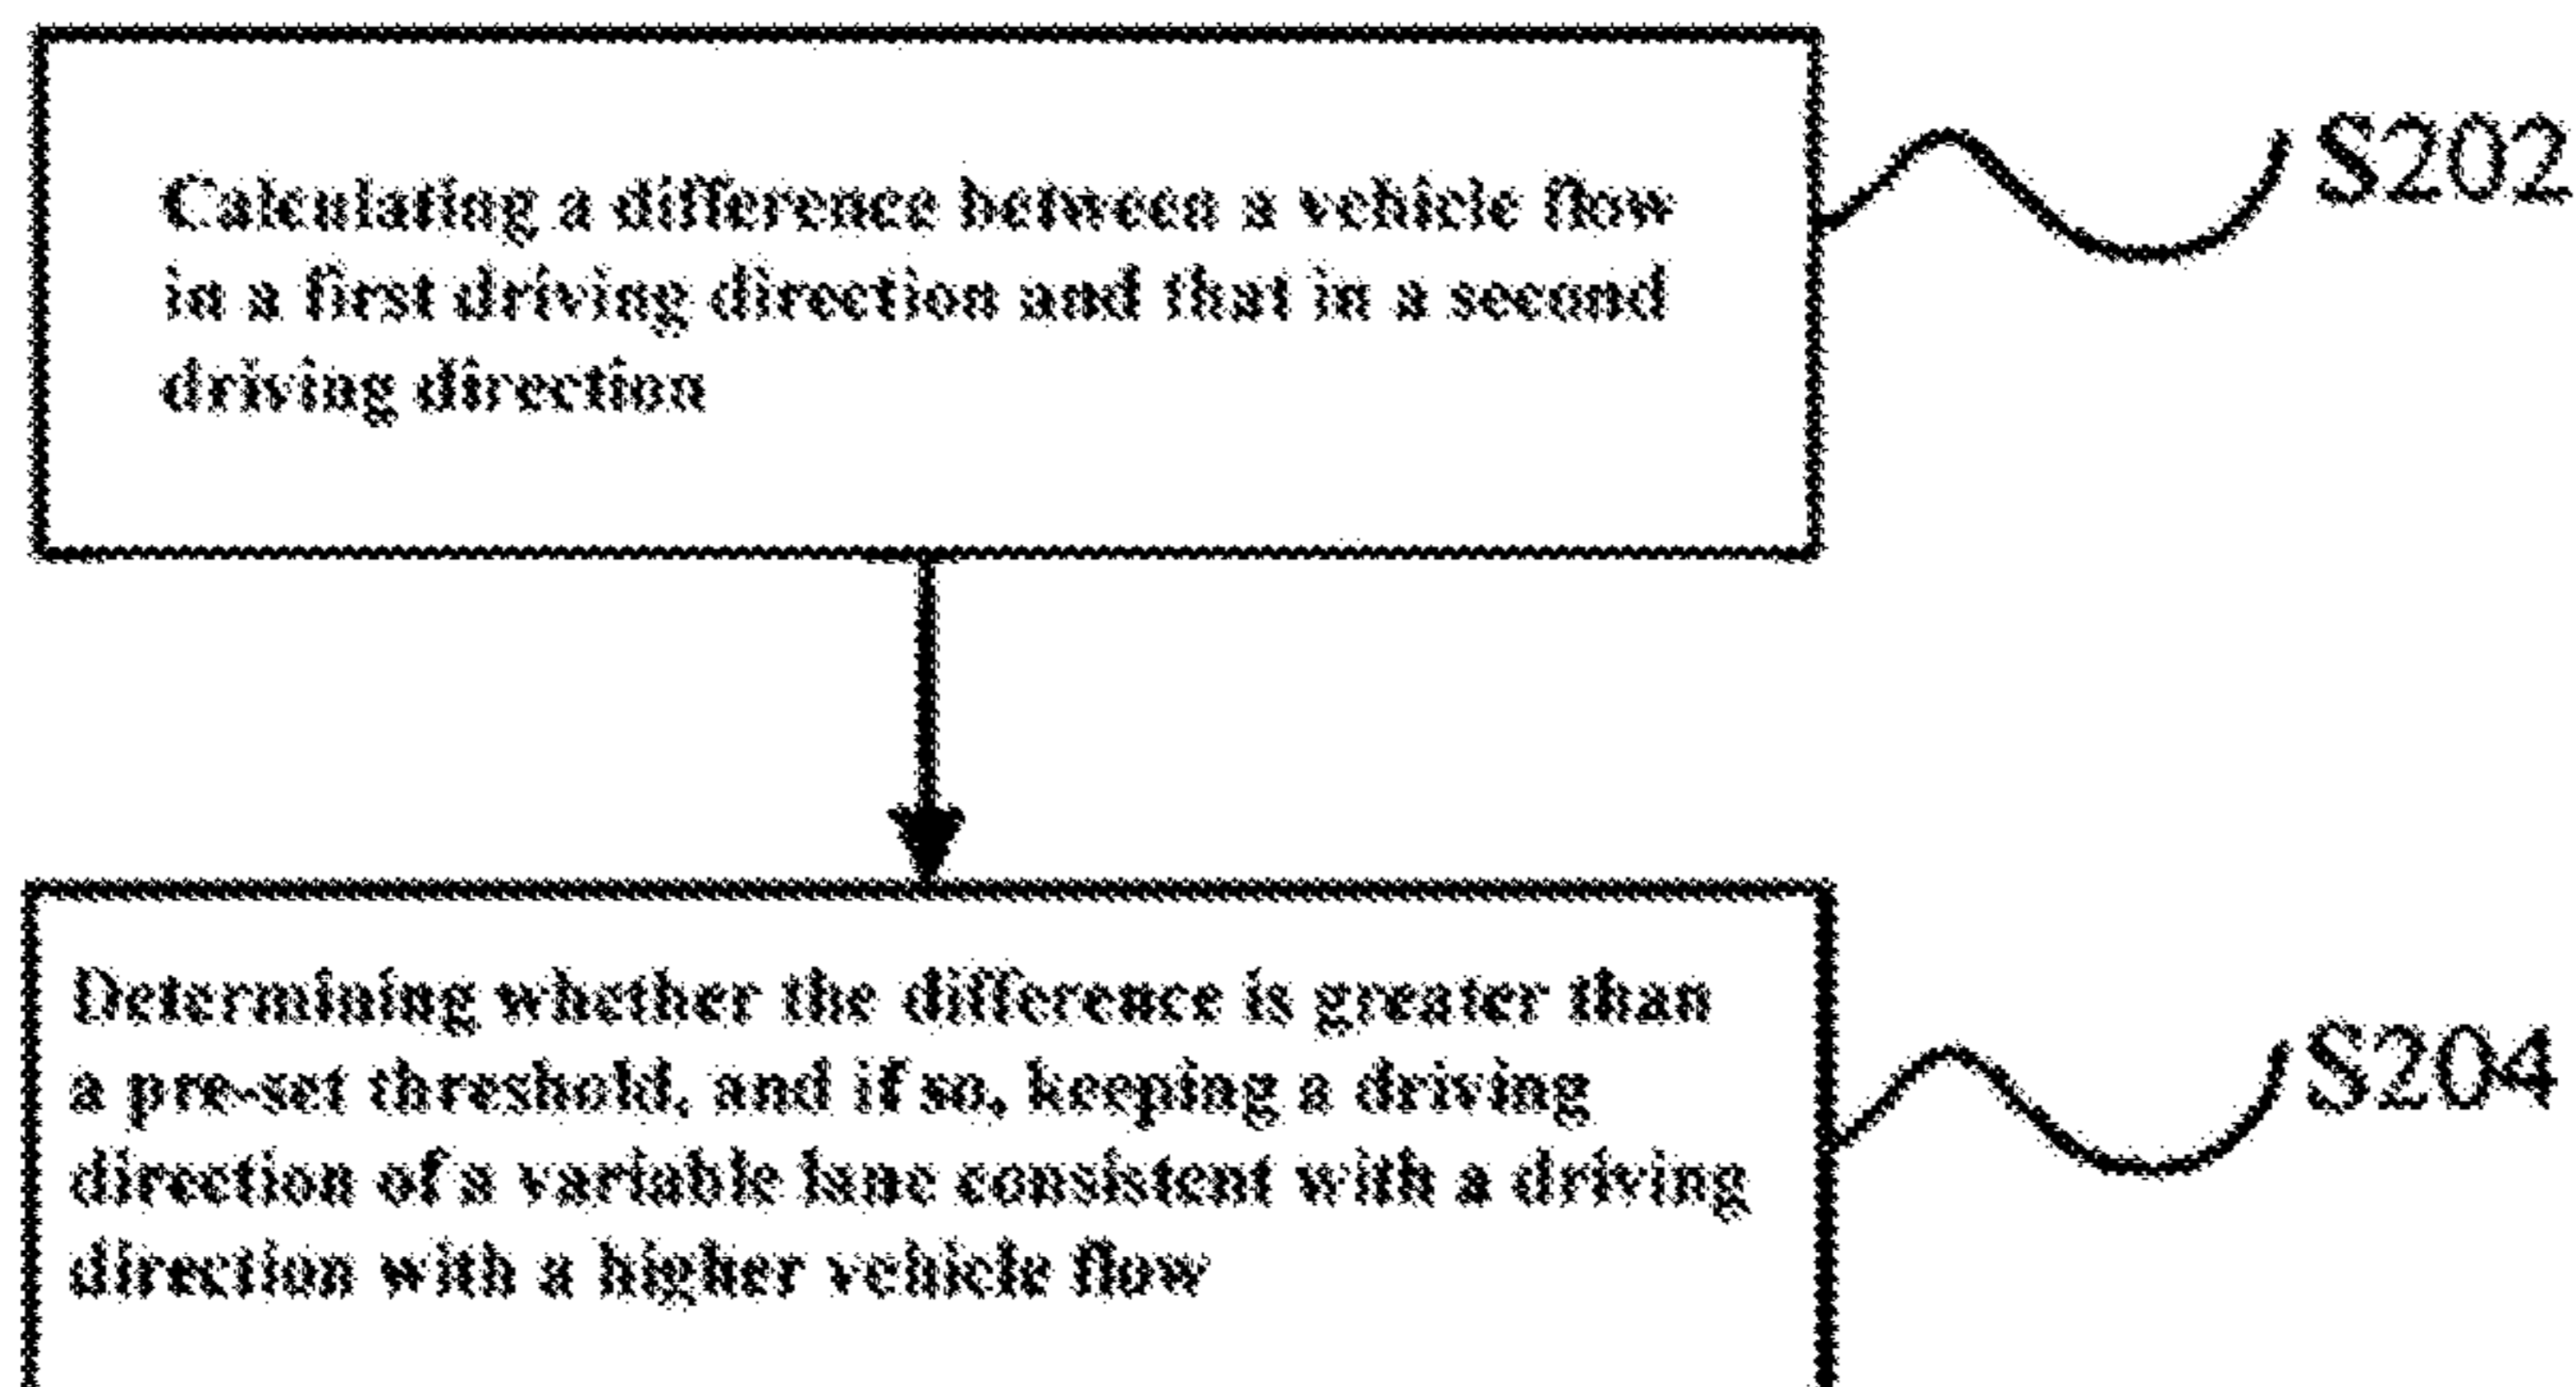 Calculating a difference between a vehicle flow
in a first driving direction and that in a second
driving direction
S202
Determining whether the difference is greater than
a pre-set threshold, and if so, keeping a driving
direction of a variable lane consistent with a driving
direction with a higher vehicle flow
S204